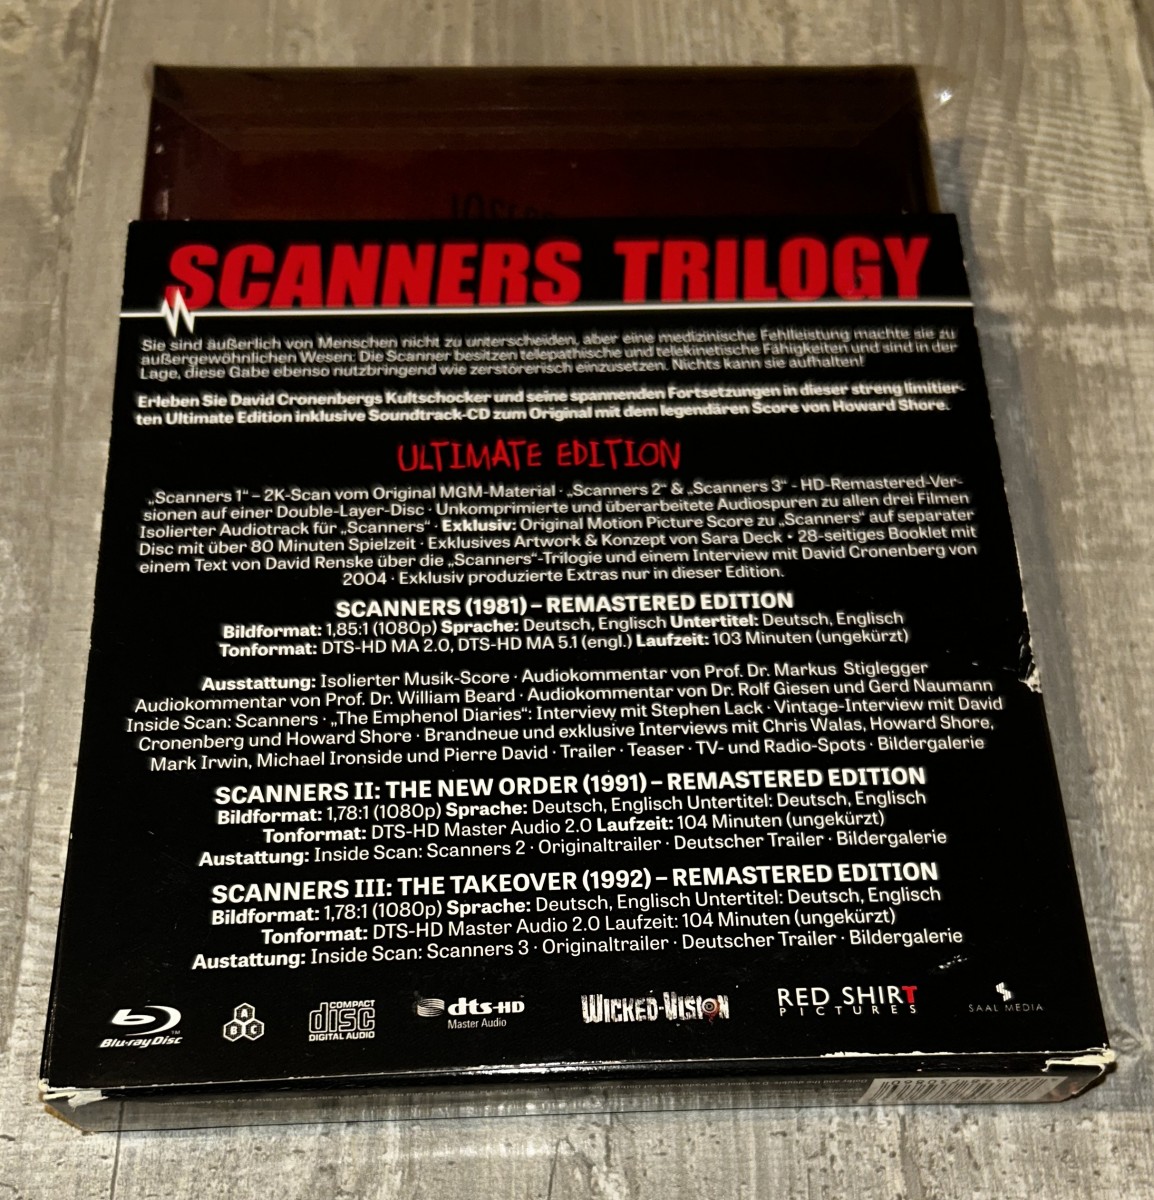 SCANNERS TRILOGY
Sie sind äußerlich von Menschen nicht zu unterscheiden, aber eine medizinische Fehlleistung machte sie zu
außergewöhnlichen Wesen: Die Scanner besitzen telepathische und telekinetische Fähigkeiten und sind in der
Lage, diese Gabe ebenso nutzbringend wie zerstörerisch einzusetzen. Nichts kann sie aufhalten!
Erleben Sie David Cronenbergs Kultschocker und seine spannenden Fortsetzungen in dieser streng limitier-
ten Ultimate Edition inklusive Soundtrack-CD zum Original mit dem legendären Score von Howard Shore.
ULTIMATE EDITION
„Scanners 1“ – 2K-Scan vom Original MGM-Material · „Scanners 2“ & „Scanners 3“ - HD-Remastered-Ver-
sionen auf einer Double-Layer-Disc · Unkomprimierte und überarbeitete Audiospuren zu allen drei Filmen
Isolierter Audiotrack für „Scanners“ · Exklusiv: Original Motion Picture Score zu „Scanners“ auf separater
Disc mit über 80 Minuten Spielzeit · Exklusives Artwork & Konzept von Sara Deck • 28-seitiges Booklet mit
einem Text von David Renske über die „Scanners“-Trilogie und einem Interview mit David Cronenberg von
2004 · Exklusiv produzierte Extras nur in dieser Edition.
SCANNERS (1981) – REMASTERED EDITION
Bildformat: 1,85:1 (1080p) Sprache: Deutsch, Englisch Untertitel: Deutsch, Englisch
Tonformat: DTS-HD MA 2.0, DTS-HD MA 5.1 (engl.) Laufzeit: 103 Minuten (ungekürzt)
Ausstattung: Isolierter Musik-Score · Audiokommentar von Prof. Dr. Markus Stiglegger
Audiokommentar von Prof. Dr. William Beard · Audiokommentar von Dr. Rolf Giesen und Gerd Naumann
Inside Scan: Scanners · „The Emphenol Diaries“: Interview mit Stephen Lack · Vintage-Interview mit David
Cronenberg und Howard Shore · Brandneue und exklusive Interviews mit Chris Walas, Howard Shore,
Mark Irwin, Michael Ironside und Pierre David · Trailer · Teaser · TV- und Radio-Spots · Bildergalerie
SCANNERS II: THE NEW ORDER (1991) – REMASTERED EDITION
Bildformat: 1,78:1 (1080p) Sprache: Deutsch, Englisch Untertitel: Deutsch, Englisch
Tonformat: DTS-HD Master Audio 2.0 Laufzeit: 104 Minuten (ungekürzt)
Austattung: Inside Scan: Scanners 2 · Originaltrailer · Deutscher Trailer · Bildergalerie
SCANNERS III: THE TAKEOVER (1992) – REMASTERED EDITION
Bildformat: 1,78:1 (1080p) Sprache: Deutsch, Englisch Untertitel: Deutsch, Englisch
Tonformat: DTS-HD Master Audio 2.0 Laufzeit: 104 Minuten (ungekürzt)
Austattung: Inside Scan: Scanners 3 · Originaltrailer · Deutscher Trailer · Bildergalerie
Blu-ray Disc
A B C
COMPACT
disc
DIGITAL AUDIO
dts-HD
Master Audio
WICKED-VISION
RED SHIRT
PICTURES
SAAL MEDIA